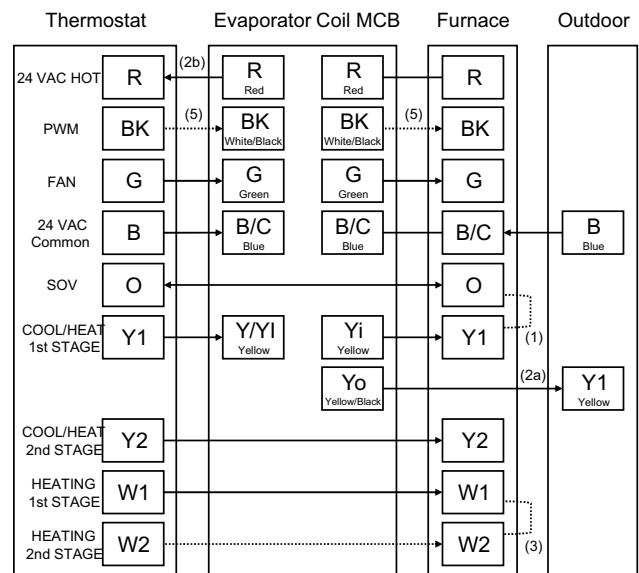 Thermostat Evaporator Coil MCB Furnace Outdoor
24 VAC HOT R (2b) R Red R Red R
PWM BK (5) BK White/Black BK White/Black (5) BK
FAN G G Green G Green G
24 VAC Common B B/C Blue B/C Blue B/C B Blue
SOV O O
(1)
COOL/HEAT 1st STAGE Y1 Y/YI Yellow Yi Yellow Y1
Yo Yellow/Black (2a) Y1 Yellow
COOL/HEAT 2nd STAGE Y2 Y2
HEATING 1st STAGE W1 W1
(3)
HEATING 2nd STAGE W2 W2